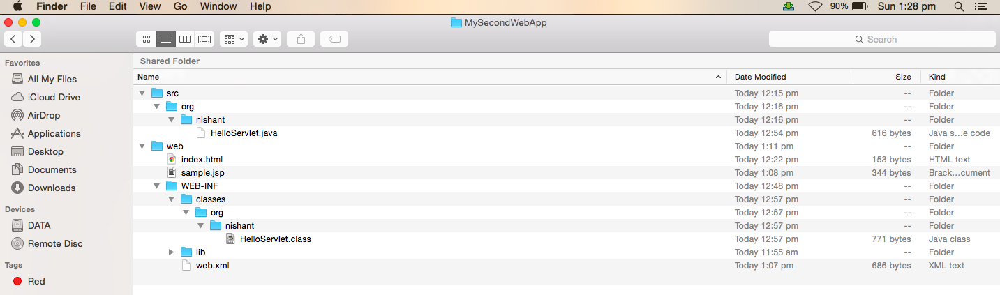 Finder File Edit View Go Window Help 90% Sun 1:28 pm
MySecondWebApp
Search
Favorites
All My Files
iCloud Drive
AirDrop
Applications
Desktop
Documents
Downloads
Devices
DATA
Remote Disc
Tags
Red
Shared Folder
Name Date Modified Size Kind
src Today 12:15 pm -- Folder
org Today 12:16 pm -- Folder
nishant Today 12:16 pm -- Folder
HelloServlet.java Today 12:54 pm 616 bytes Java s...e code
web Today 1:11 pm -- Folder
index.html Today 12:22 pm 153 bytes HTML text
sample.jsp Today 1:08 pm 344 bytes Brack...cument
WEB-INF Today 12:48 pm -- Folder
classes Today 12:57 pm -- Folder
org Today 12:57 pm -- Folder
nishant Today 12:57 pm -- Folder
HelloServlet.class Today 12:57 pm 771 bytes Java class
lib Today 11:55 am -- Folder
web.xml Today 1:07 pm 686 bytes XML text